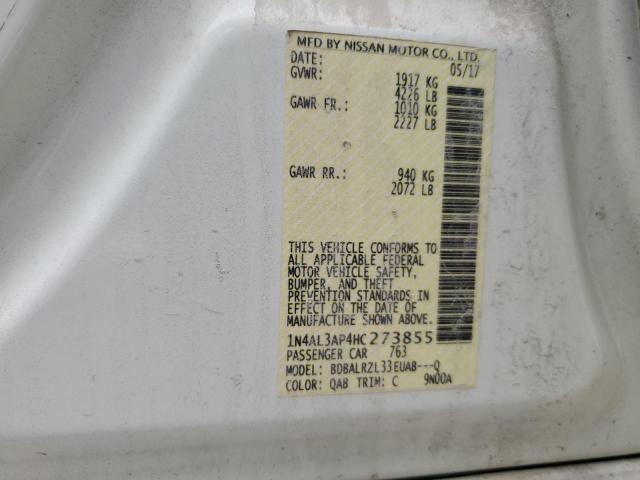 MFD BY NISSAN MOTOR CO., LTD.
DATE: 05/17
GVWR: 1917 KG
4226 LB
GAWR FR.: 1010 KG
2227 LB
GAWR RR.: 940 KG
2072 LB
THIS VEHICLE CONFORMS TO
ALL APPLICABLE FEDERAL
MOTOR VEHICLE SAFETY,
BUMPER, AND THEFT
PREVENTION STANDARDS IN
EFFECT ON THE DATE OF
MANUFACTURE SHOWN ABOVE.
1N4AL3AP4HC273855
PASSENGER CAR 763
MODEL: BDBALRZL33EUAB---Q
COLOR: QAB TRIM: C 9N00A